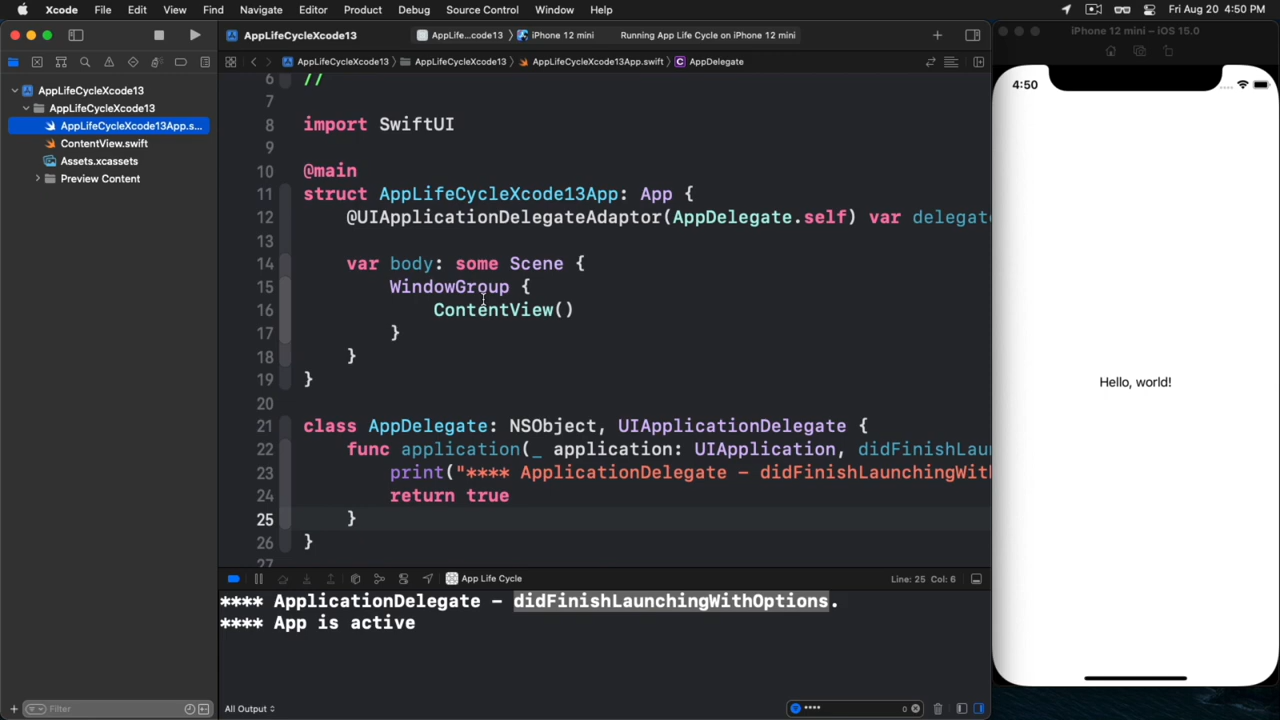 Xcode File Edit View Find Navigate Editor Product Debug Source Control Window Help Fri Aug 20 4:50 PM
AppLifeCycleXcode13 AppLife...code13 iPhone 12 mini Running App Life Cycle on iPhone 12 mini
iPhone 12 mini – iOS 15.0
AppLifeCycleXcode13 AppLifeCycleXcode13 AppLifeCycleXcode13App.swift AppDelegate
AppLifeCycleXcode13
AppLifeCycleXcode13
AppLifeCycleXcode13App.s...
ContentView.swift
Assets.xcassets
Preview Content
Filter
6 //
7
8 import SwiftUI
9
10 @main
11 struct AppLifeCycleXcode13App: App {
12 @UIApplicationDelegateAdaptor(AppDelegate.self) var delegat
13
14 var body: some Scene {
15 WindowGroup {
16 ContentView()
17 }
18 }
19 }
20
21 class AppDelegate: NSObject, UIApplicationDelegate {
22 func application(_ application: UIApplication, didFinishLau
23 print("**** ApplicationDelegate – didFinishLaunchingWit
24 return true
25 }
26 }
27
App Life Cycle Line: 25 Col: 6
**** ApplicationDelegate – didFinishLaunchingWithOptions.
**** App is active
All Output **** 0
4:50
Hello, world!